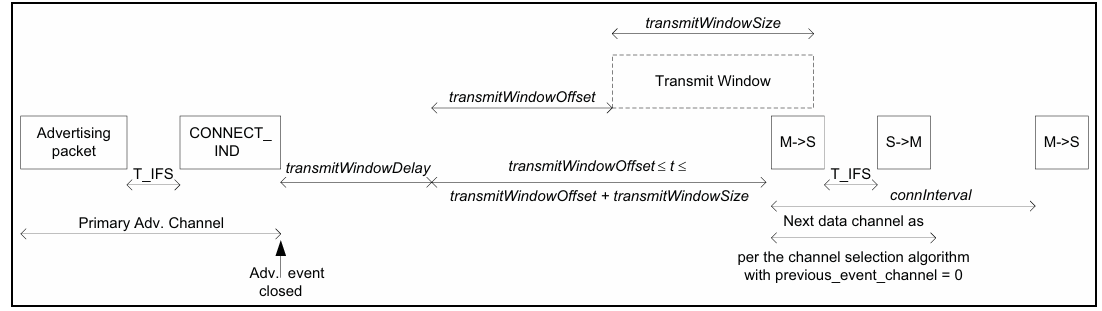 transmitWindowSize
Transmit Window
transmitWindowOffset
Advertising
packet
CONNECT_
IND
M->S
S->M
M->S
T_IFS
transmitWindowDelay
transmitWindowOffset ≤ t ≤
transmitWindowOffset + transmitWindowSize
T_IFS
connInterval
Primary Adv. Channel
Next data channel as
per the channel selection algorithm
with previous_event_channel = 0
Adv. event
closed